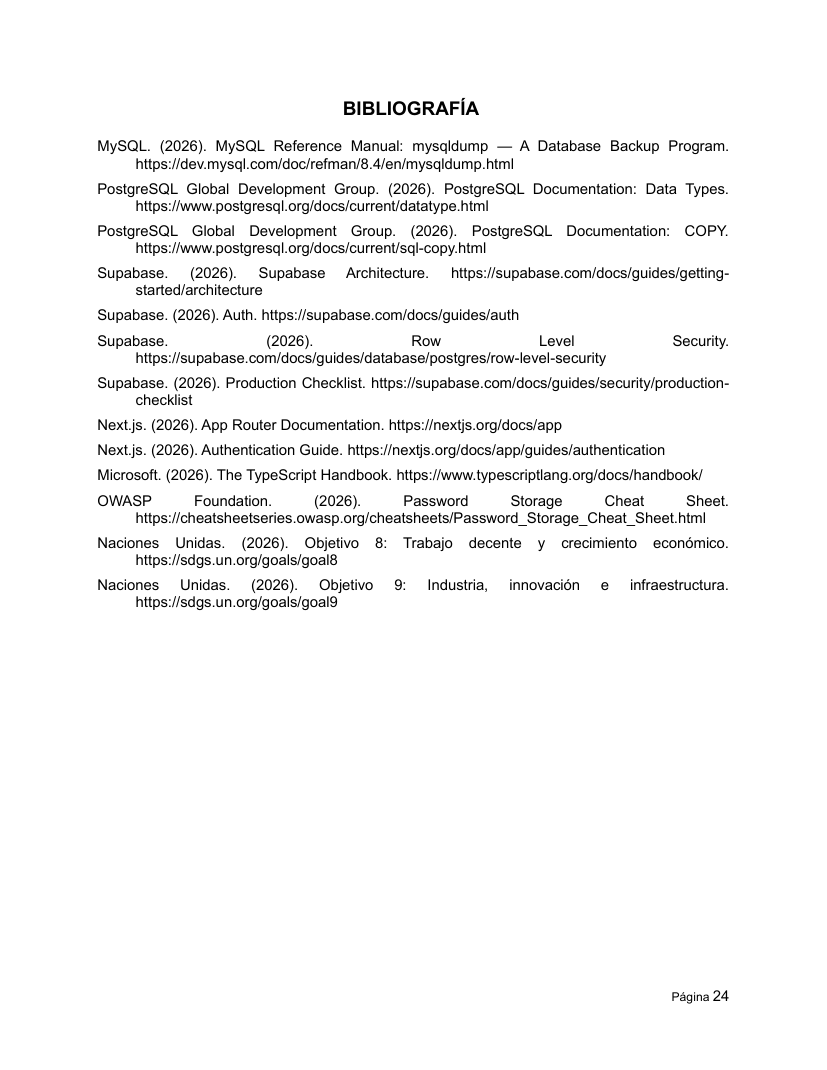 BIBLIOGRAFÍA
MySQL. (2026). MySQL Reference Manual: mysqldump — A Database Backup Program.
https://dev.mysql.com/doc/refman/8.4/en/mysqldump.html
PostgreSQL Global Development Group. (2026). PostgreSQL Documentation: Data Types.
https://www.postgresql.org/docs/current/datatype.html
PostgreSQL Global Development Group. (2026). PostgreSQL Documentation: COPY.
https://www.postgresql.org/docs/current/sql-copy.html
Supabase. (2026). Supabase Architecture. https://supabase.com/docs/guides/getting-
started/architecture
Supabase. (2026). Auth. https://supabase.com/docs/guides/auth
Supabase. (2026). Row Level Security.
https://supabase.com/docs/guides/database/postgres/row-level-security
Supabase. (2026). Production Checklist. https://supabase.com/docs/guides/security/production-
checklist
Next.js. (2026). App Router Documentation. https://nextjs.org/docs/app
Next.js. (2026). Authentication Guide. https://nextjs.org/docs/app/guides/authentication
Microsoft. (2026). The TypeScript Handbook. https://www.typescriptlang.org/docs/handbook/
OWASP Foundation. (2026). Password Storage Cheat Sheet.
https://cheatsheetseries.owasp.org/cheatsheets/Password_Storage_Cheat_Sheet.html
Naciones Unidas. (2026). Objetivo 8: Trabajo decente y crecimiento económico.
https://sdgs.un.org/goals/goal8
Naciones Unidas. (2026). Objetivo 9: Industria, innovación e infraestructura.
https://sdgs.un.org/goals/goal9
Página 24